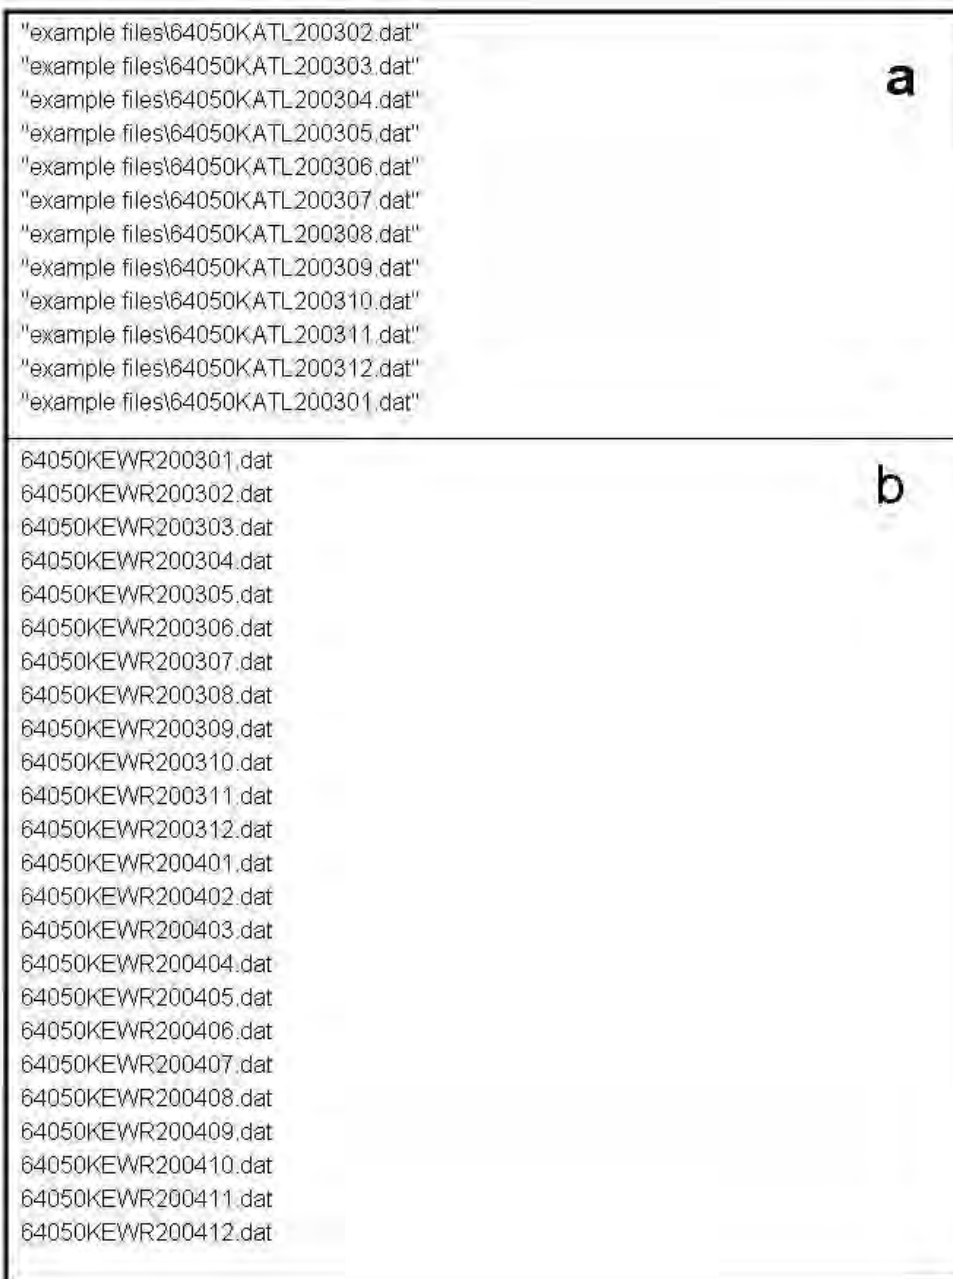 "example files\64050KATL200302.dat"
"example files\64050KATL200303.dat"
a
"example files\64050KATL200304.dat"
"example files\64050KATL200305.dat"
"example files\64050KATL200306.dat"
"example files\64050KATL200307.dat"
"example files\64050KATL200308.dat"
"example files\64050KATL200309.dat"
"example files\64050KATL200310.dat"
"example files\64050KATL200311.dat"
"example files\64050KATL200312.dat"
"example files\64050KATL200301.dat"
64050KEWR200301.dat
b
64050KEWR200302.dat
64050KEWR200303.dat
64050KEWR200304.dat
64050KEWR200305.dat
64050KEWR200306.dat
64050KEWR200307.dat
64050KEWR200308.dat
64050KEWR200309.dat
64050KEWR200310.dat
64050KEWR200311.dat
64050KEWR200312.dat
64050KEWR200401.dat
64050KEWR200402.dat
64050KEWR200403.dat
64050KEWR200404.dat
64050KEWR200405.dat
64050KEWR200406.dat
64050KEWR200407.dat
64050KEWR200408.dat
64050KEWR200409.dat
64050KEWR200410.dat
64050KEWR200411.dat
64050KEWR200412.dat